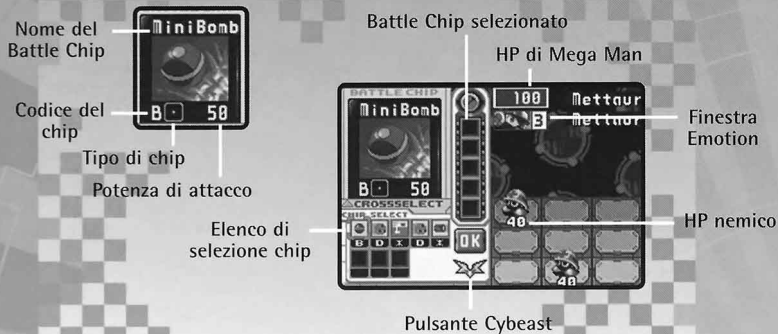 Nome del
Battle Chip
MiniBomb
Codice del
chip
B 50
Tipo di chip
Potenza di attacco
Battle Chip selezionato
HP di Mega Man
BATTLE CHIP
MiniBomb
B 50
100
Mettaur
3
Mettaur
Finestra
Emotion
CROSSSELECT
CHIP SELECT
Elenco di
selezione chip
B D * D *
OK
40
HP nemico
40
Pulsante Cybeast